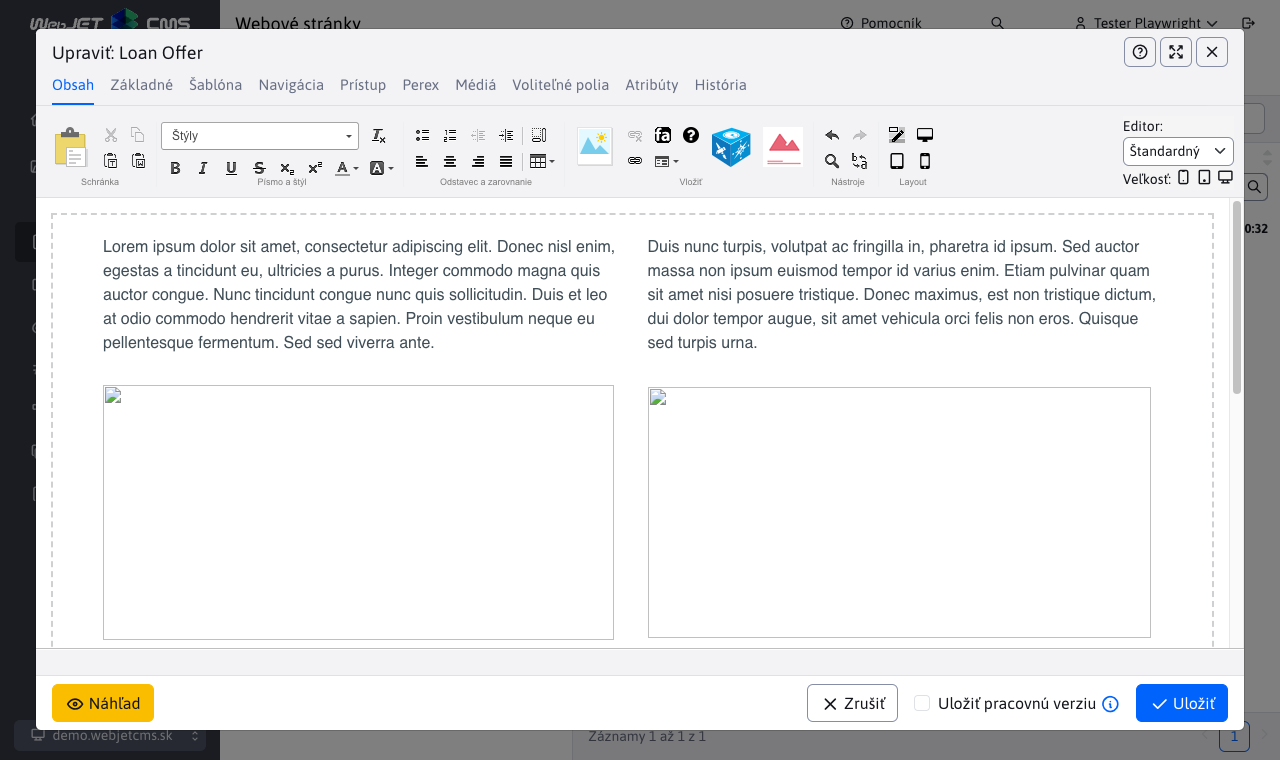 WebJET CMS
Webové stránky
Pomocník
Tester Playwright
Upraviť: Loan Offer
Obsah
Základné
Šablóna
Navigácia
Prístup
Perex
Médiá
Voliteľné polia
Atribúty
História
Štýly
Schránka
Písmo a štýl
Odstavec a zarovnanie
Vložiť
Nástroje
Layout
Editor:
Štandardný
Veľkosť:
0:32
Lorem ipsum dolor sit amet, consectetur adipiscing elit. Donec nisl enim,
egestas a tincidunt eu, ultricies a purus. Integer commodo magna quis
auctor congue. Nunc tincidunt congue nunc quis sollicitudin. Duis et leo
at odio commodo hendrerit vitae a sapien. Proin vestibulum neque eu
pellentesque fermentum. Sed sed viverra ante.
Duis nunc turpis, volutpat ac fringilla in, pharetra id ipsum. Sed auctor
massa non ipsum euismod tempor id varius enim. Etiam pulvinar quam
sit amet nisi posuere tristique. Donec maximus, est non tristique dictum,
dui dolor tempor augue, sit amet vehicula orci felis non eros. Quisque
sed turpis urna.
Náhľad
Zrušiť
Uložiť pracovnú verziu
Uložiť
demo.webjetcms.sk
Záznamy 1 až 1 z 1
1